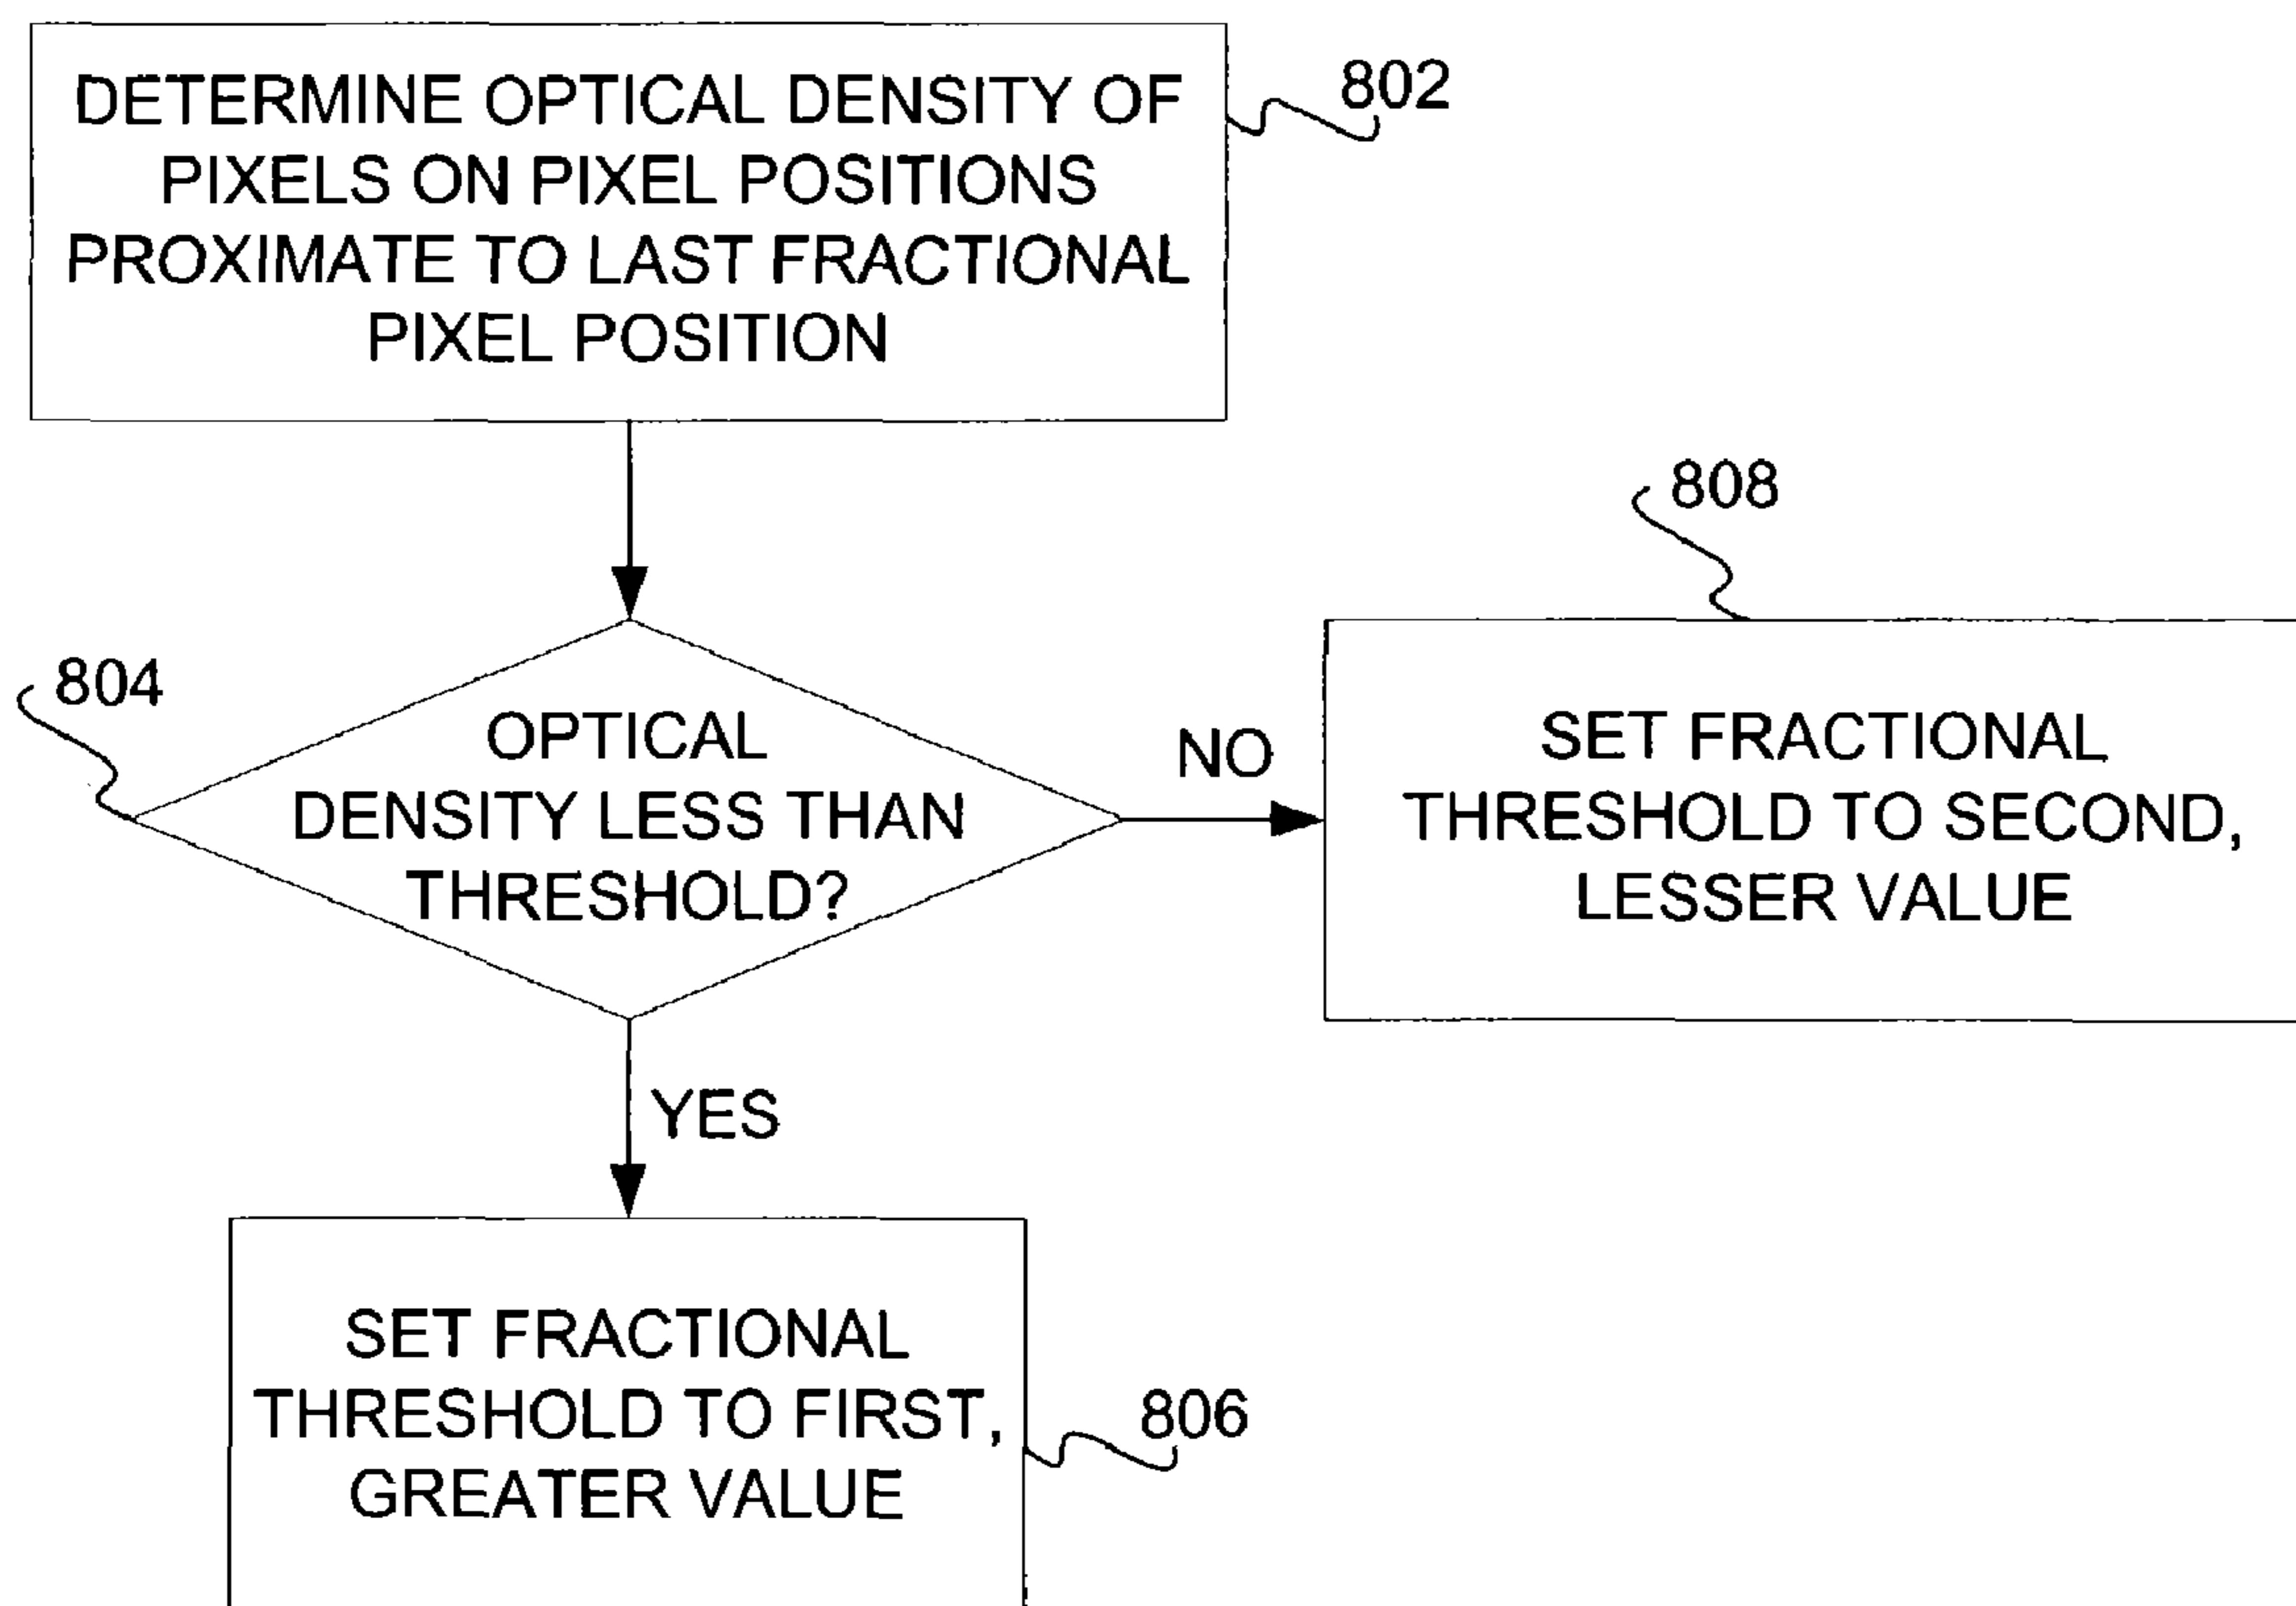 DETERMINE OPTICAL DENSITY OF
PIXELS ON PIXEL POSITIONS
PROXIMATE TO LAST FRACTIONAL
PIXEL POSITION
802
804
OPTICAL
DENSITY LESS THAN
THRESHOLD?
NO
808
SET FRACTIONAL
THRESHOLD TO SECOND,
LESSER VALUE
YES
SET FRACTIONAL
THRESHOLD TO FIRST,
GREATER VALUE
806